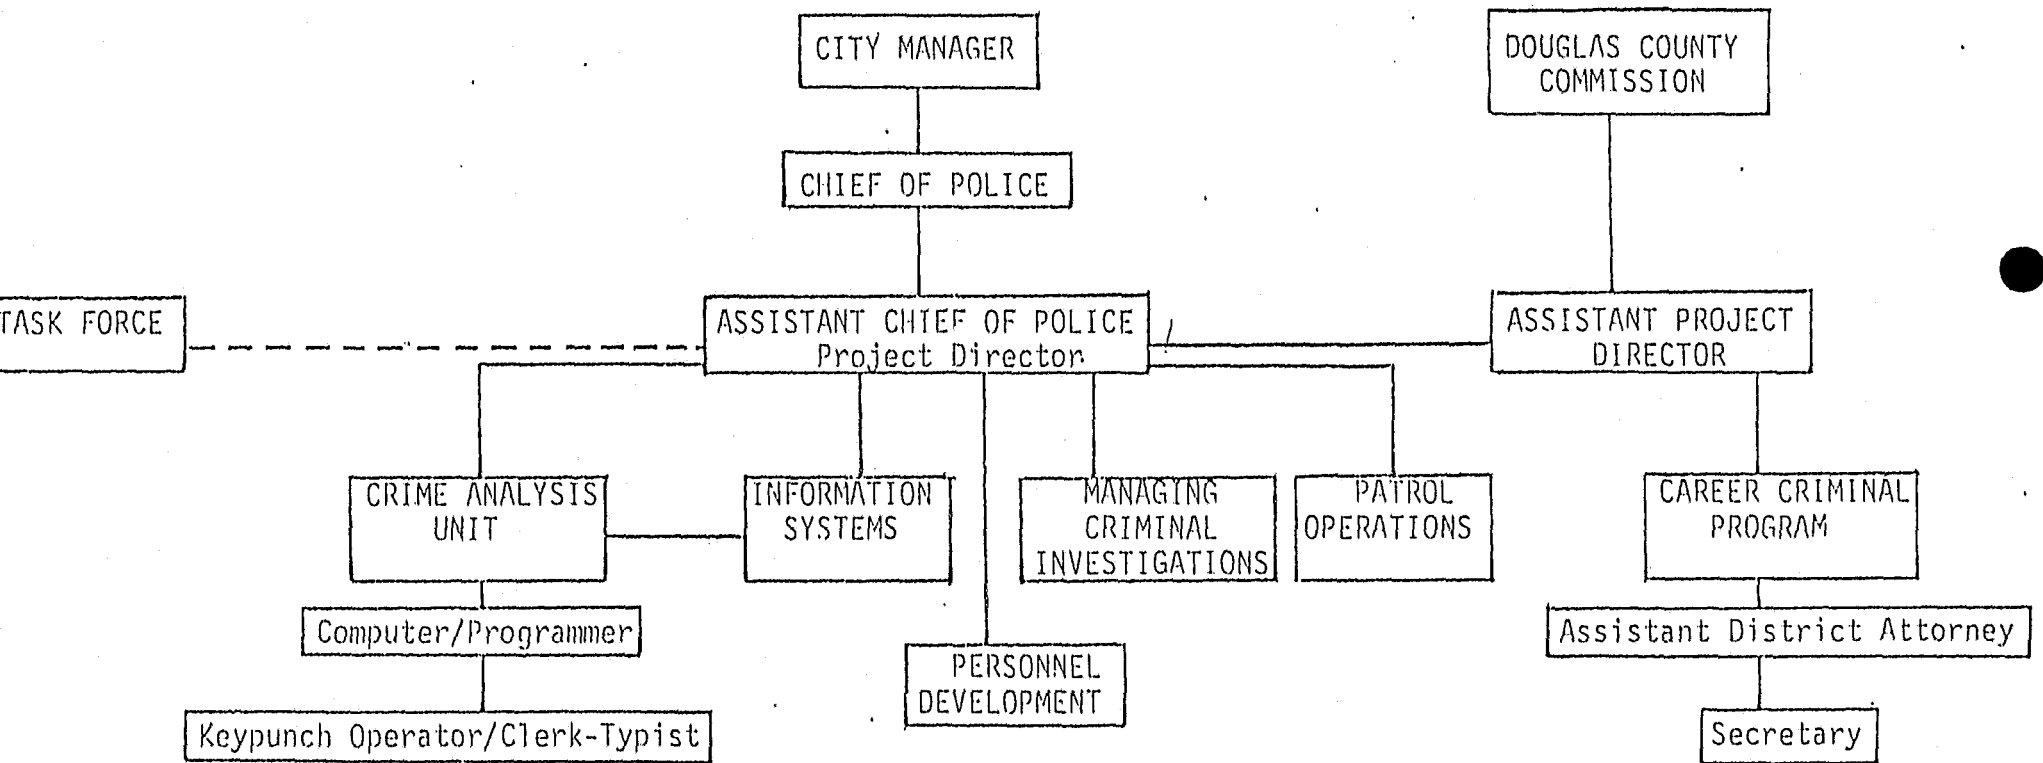 CITY MANAGER
DOUGLAS COUNTY
COMMISSION
CHIEF OF POLICE
TASK FORCE
ASSISTANT CHIEF OF POLICE
Project Director
ASSISTANT PROJECT
DIRECTOR
CRIME ANALYSIS
UNIT
INFORMATION
SYSTEMS
MANAGING
CRIMINAL
INVESTIGATIONS
PATROL
OPERATIONS
CAREER CRIMINAL
PROGRAM
Computer/Programmer
Assistant District Attorney
PERSONNEL
DEVELOPMENT
Keypunch Operator/Clerk-Typist
Secretary